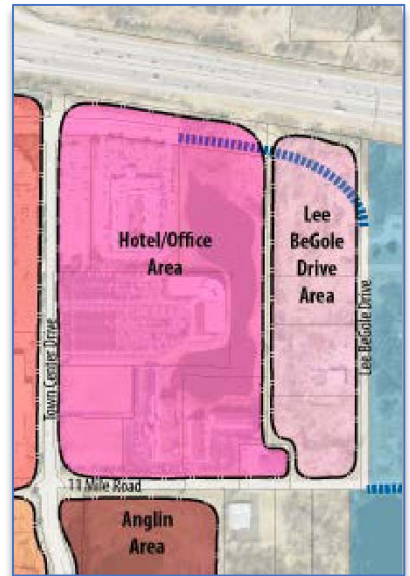 Hotel/Office
Area
Lee
BeGole
Drive
Area
Town Center Drive
Lee BeGole Drive
11 Mile Road
Anglin
Area